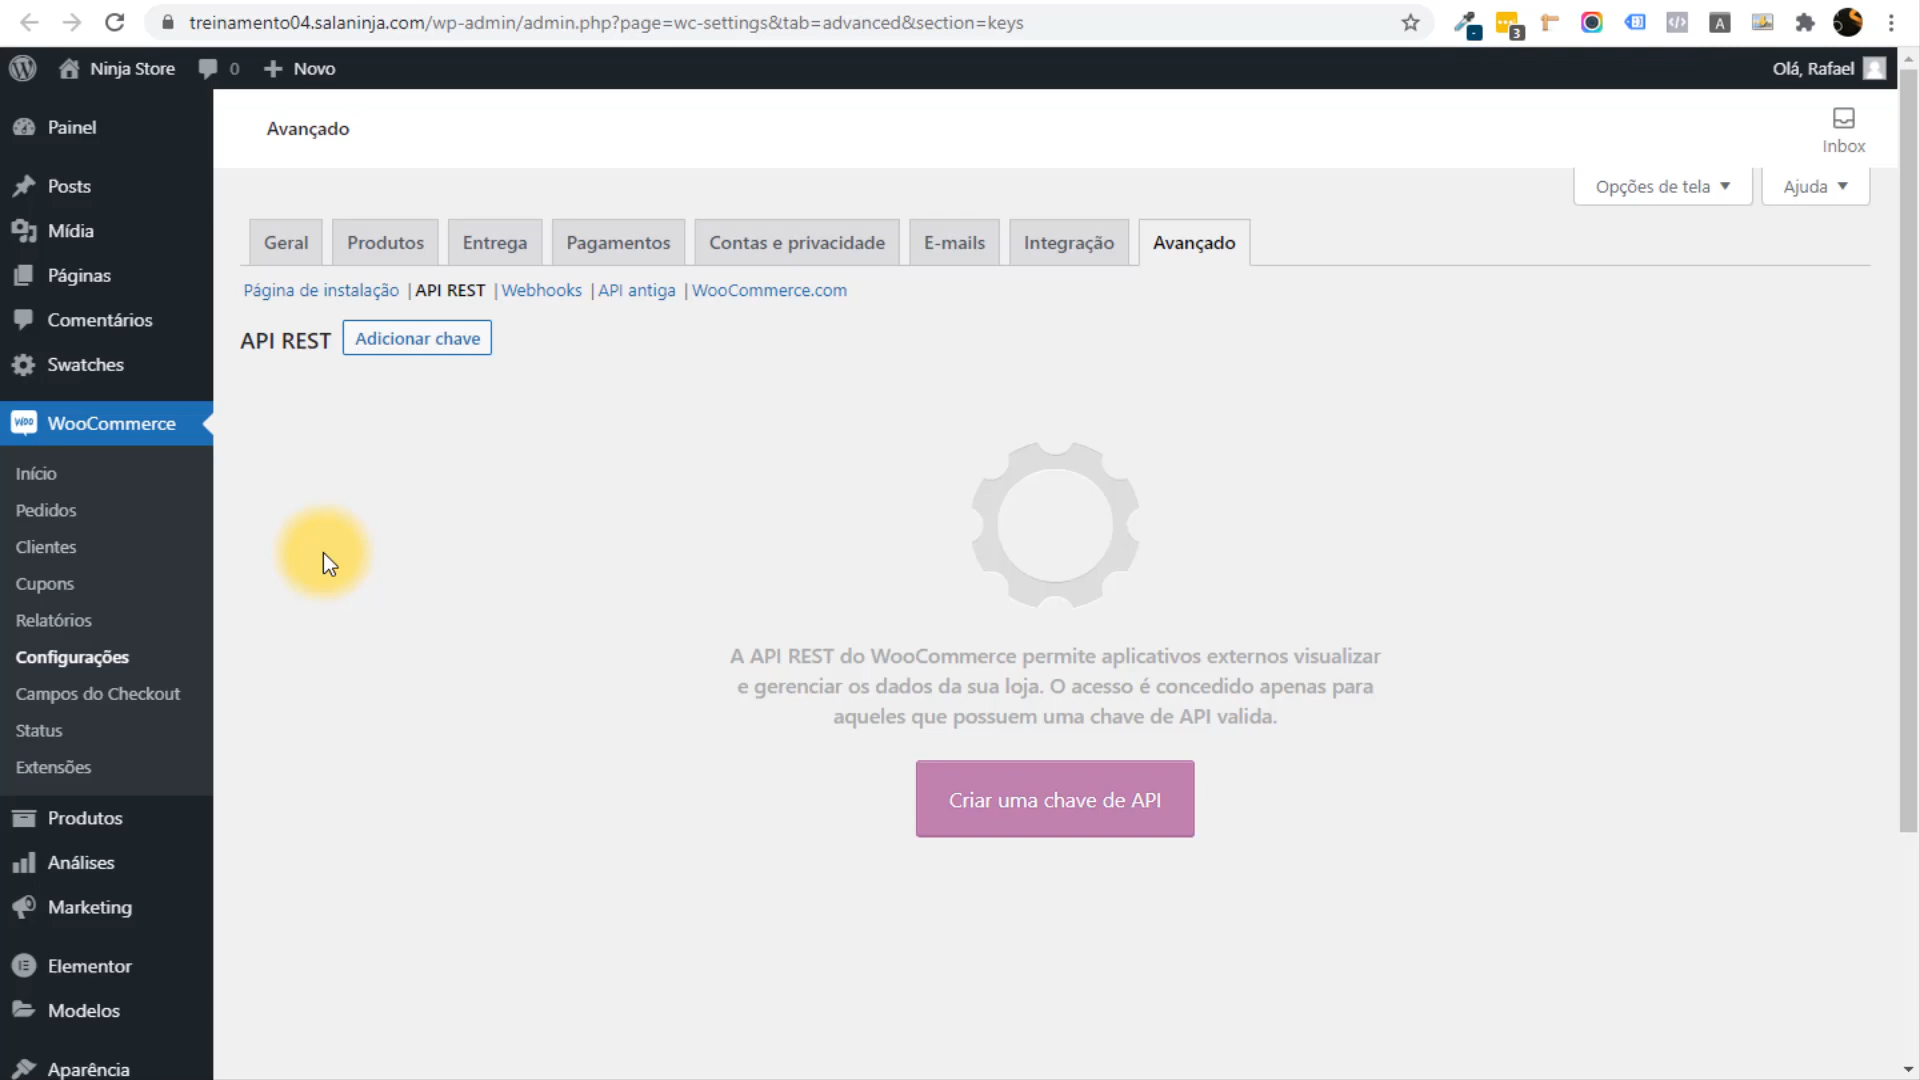 treinamento04.salaninja.com/wp-admin/admin.php?page=wc-settings&tab=advanced&section=keys
-
3
A
Ninja Store
0
Novo
Olá, Rafael
Painel
Posts
Mídia
Páginas
Comentários
Swatches
Woo
WooCommerce
Início
Pedidos
Clientes
Cupons
Relatórios
Configurações
Campos do Checkout
Status
Extensões
Produtos
Análises
Marketing
Elementor
Modelos
Aparência
Avançado
Inbox
Opções de tela
Ajuda
Geral
Produtos
Entrega
Pagamentos
Contas e privacidade
E-mails
Integração
Avançado
Página de instalação | API REST | Webhooks | API antiga | WooCommerce.com
API REST
Adicionar chave
A API REST do WooCommerce permite aplicativos externos visualizar
e gerenciar os dados da sua loja. O acesso é concedido apenas para
aqueles que possuem uma chave de API valida.
Criar uma chave de API